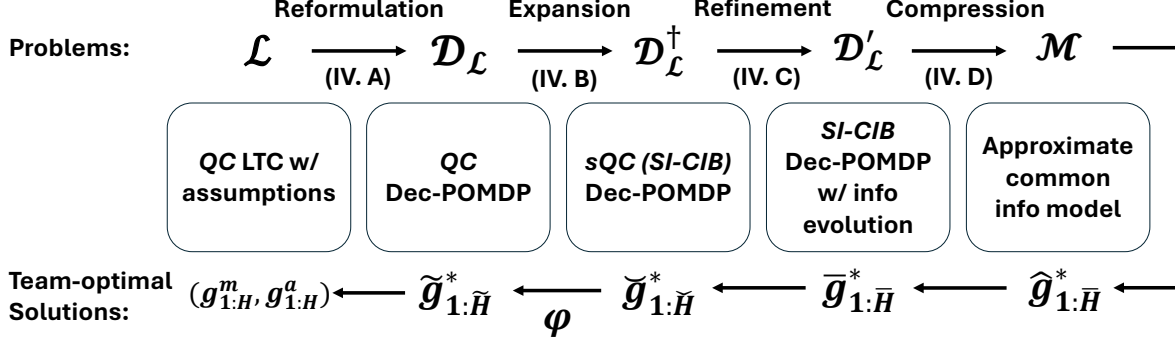 Reformulation Expansion Refinement Compression
Problems: 𝓛 𝓓_𝓛 𝓓_𝓛^† 𝓓_𝓛′ 𝓜
(IV. A) (IV. B) (IV. C) (IV. D)
QC LTC w/
assumptions
QC
Dec-POMDP
sQC (SI-CIB)
Dec-POMDP
SI-CIB
Dec-POMDP
w/ info
evolution
Approximate
common
info model
Team-optimal
Solutions:
(g^m_{1:H}, g^a_{1:H}) g̃*_{1:H̃} ğ*_{1:H̆} ḡ*_{1:H̄} ĝ*_{1:H̄}
φ